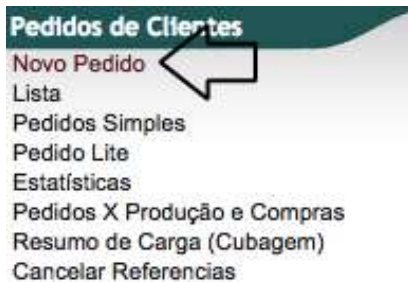 Pedidos de Clientes
Novo Pedido
Lista
Pedidos Simples
Pedido Lite
Estatísticas
Pedidos X Produção e Compras
Resumo de Carga (Cubagem)
Cancelar Referencias